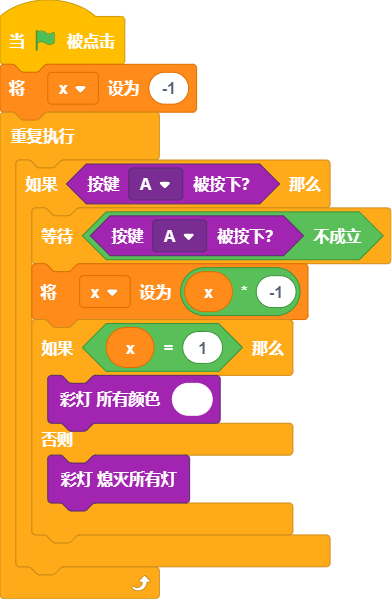 当 被点击
将 x 设为 -1
重复执行
如果 按键 A 被按下? 那么
等待 按键 A 被按下? 不成立
将 x 设为 x * -1
如果 x = 1 那么
彩灯 所有颜色
否则
彩灯 熄灭所有灯